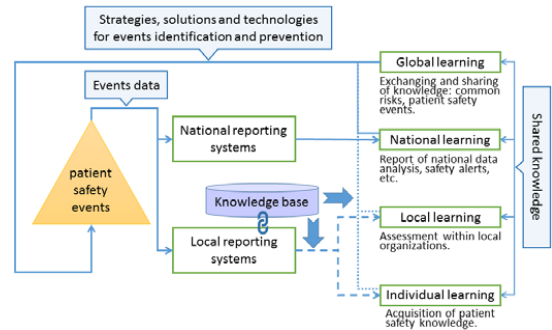 Strategies, solutions and technologies
for events identification and prevention
Events data
patient
safety
events
National reporting
systems
Knowledge base
Local reporting
systems
Global learning
Exchanging and sharing
of knowledge: common
risks, patient safety
events.
National learning
Report of national data
analysis, safety alerts,
etc.
Local learning
Assessment within local
organizations.
Individual learning
Acquisition of patient
safety knowledge.
Shared knowledge